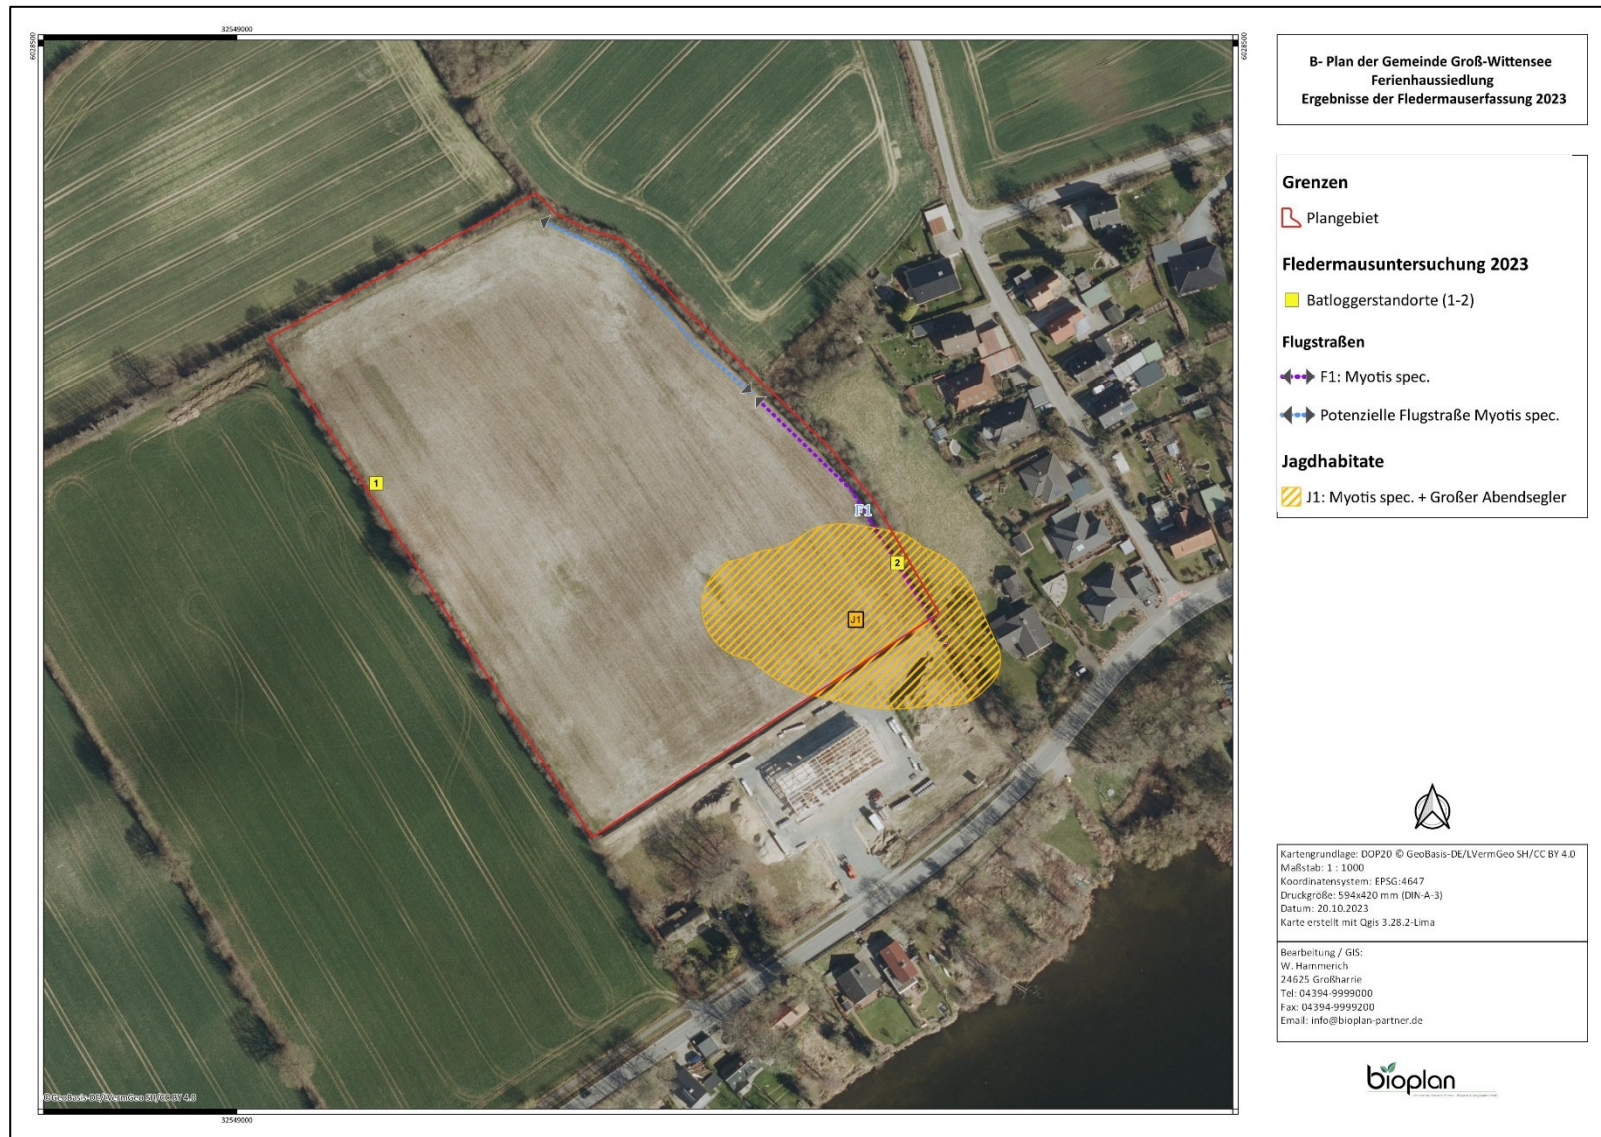 32549000
6028500
6028500
B- Plan der Gemeinde Groß-Wittensee
Ferienhaussiedlung
Ergebnisse der Fledermauserfassung 2023
Grenzen
Plangebiet
Fledermausuntersuchung 2023
Batloggerstandorte (1-2)
Flugstraßen
F1: Myotis spec.
Potenzielle Flugstraße Myotis spec.
Jagdhabitate
J1: Myotis spec. + Großer Abendsegler
1
F1
2
J1
Kartengrundlage: DOP20 © GeoBasis-DE/LVermGeo SH/CC BY 4.0
Maßstab: 1 : 1000
Koordinatensystem: EPSG:4647
Druckgröße: 594x420 mm (DIN-A-3)
Datum: 20.10.2023
Karte erstellt mit Qgis 3.28.2-Lima
Bearbeitung / GIS:
W. Hammerich
24625 Großharrie
Tel: 04394-9999000
Fax: 04394-9999200
Email: info@bioplan-partner.de
bioplan
©GeoBasis-DE/LVermGeo SH/CC BY 4.0
32549000